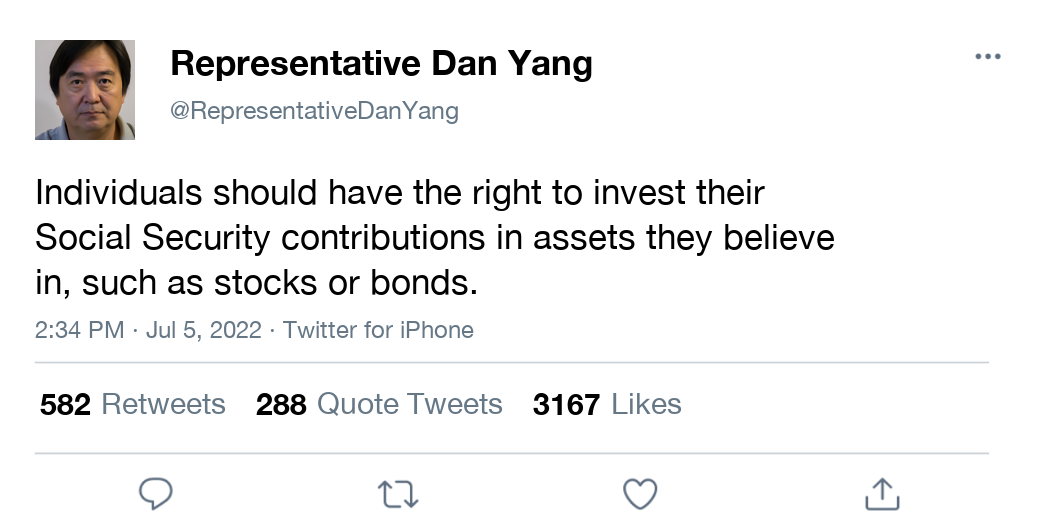 Representative Dan Yang
@RepresentativeDanYang
Individuals should have the right to invest their
Social Security contributions in assets they believe
in, such as stocks or bonds.
2:34 PM · Jul 5, 2022 · Twitter for iPhone
582 Retweets 288 Quote Tweets 3167 Likes